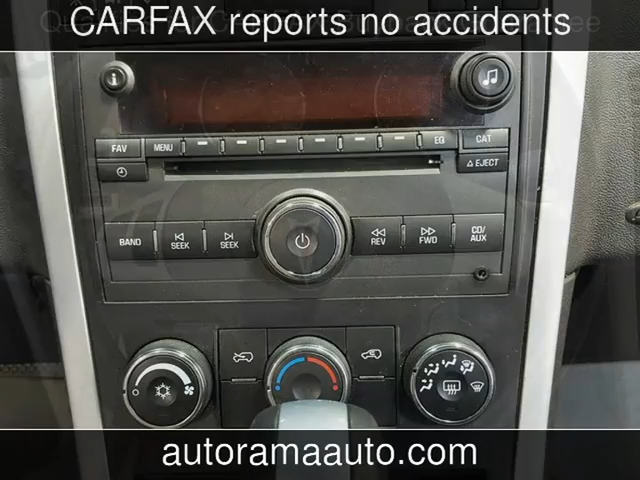 CARFAX reports no accidents
FAV
MENU
EQ
CAT
EJECT
BAND
SEEK
SEEK
REV
FWD
CD/
AUX
autoramaauto.com